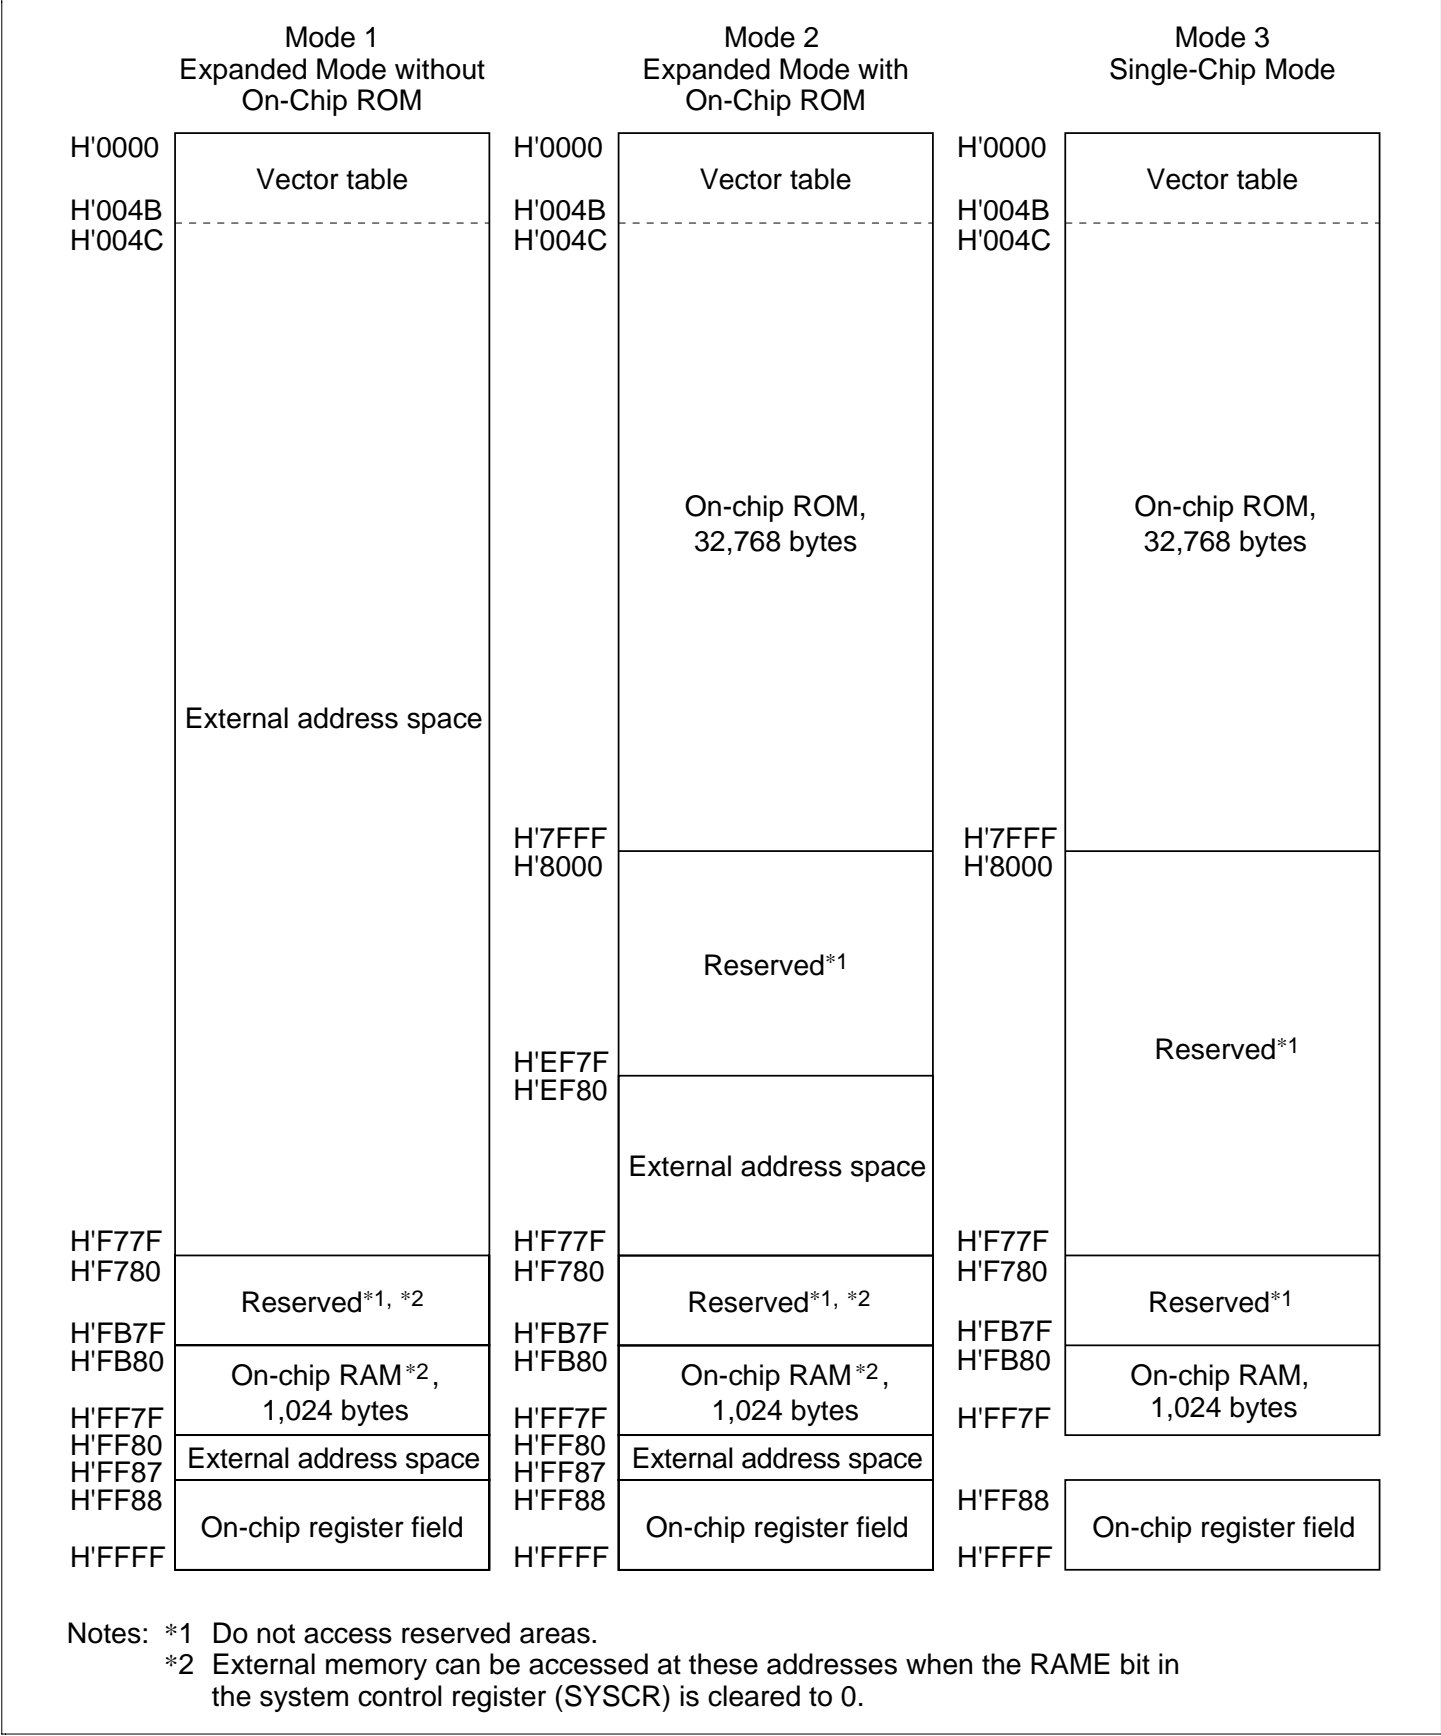 Mode 1
Expanded Mode without
On-Chip ROM
H'0000
Vector table
H'004B
H'004C
External address space
H'F77F
H'F780
Reserved*1, *2
H'FB7F
H'FB80
On-chip RAM*2,
1,024 bytes
H'FF7F
H'FF80
External address space
H'FF87
H'FF88
On-chip register field
H'FFFF
Mode 2
Expanded Mode with
On-Chip ROM
H'0000
Vector table
H'004B
H'004C
On-chip ROM,
32,768 bytes
H'7FFF
H'8000
Reserved*1
H'EF7F
H'EF80
External address space
H'F77F
H'F780
Reserved*1, *2
H'FB7F
H'FB80
On-chip RAM*2,
1,024 bytes
H'FF7F
H'FF80
External address space
H'FF87
H'FF88
On-chip register field
H'FFFF
Mode 3
Single-Chip Mode
H'0000
Vector table
H'004B
H'004C
On-chip ROM,
32,768 bytes
H'7FFF
H'8000
Reserved*1
H'F77F
H'F780
Reserved*1
H'FB7F
H'FB80
On-chip RAM,
1,024 bytes
H'FF7F
H'FF88
On-chip register field
H'FFFF
Notes: *1 Do not access reserved areas.
*2 External memory can be accessed at these addresses when the RAME bit in
the system control register (SYSCR) is cleared to 0.